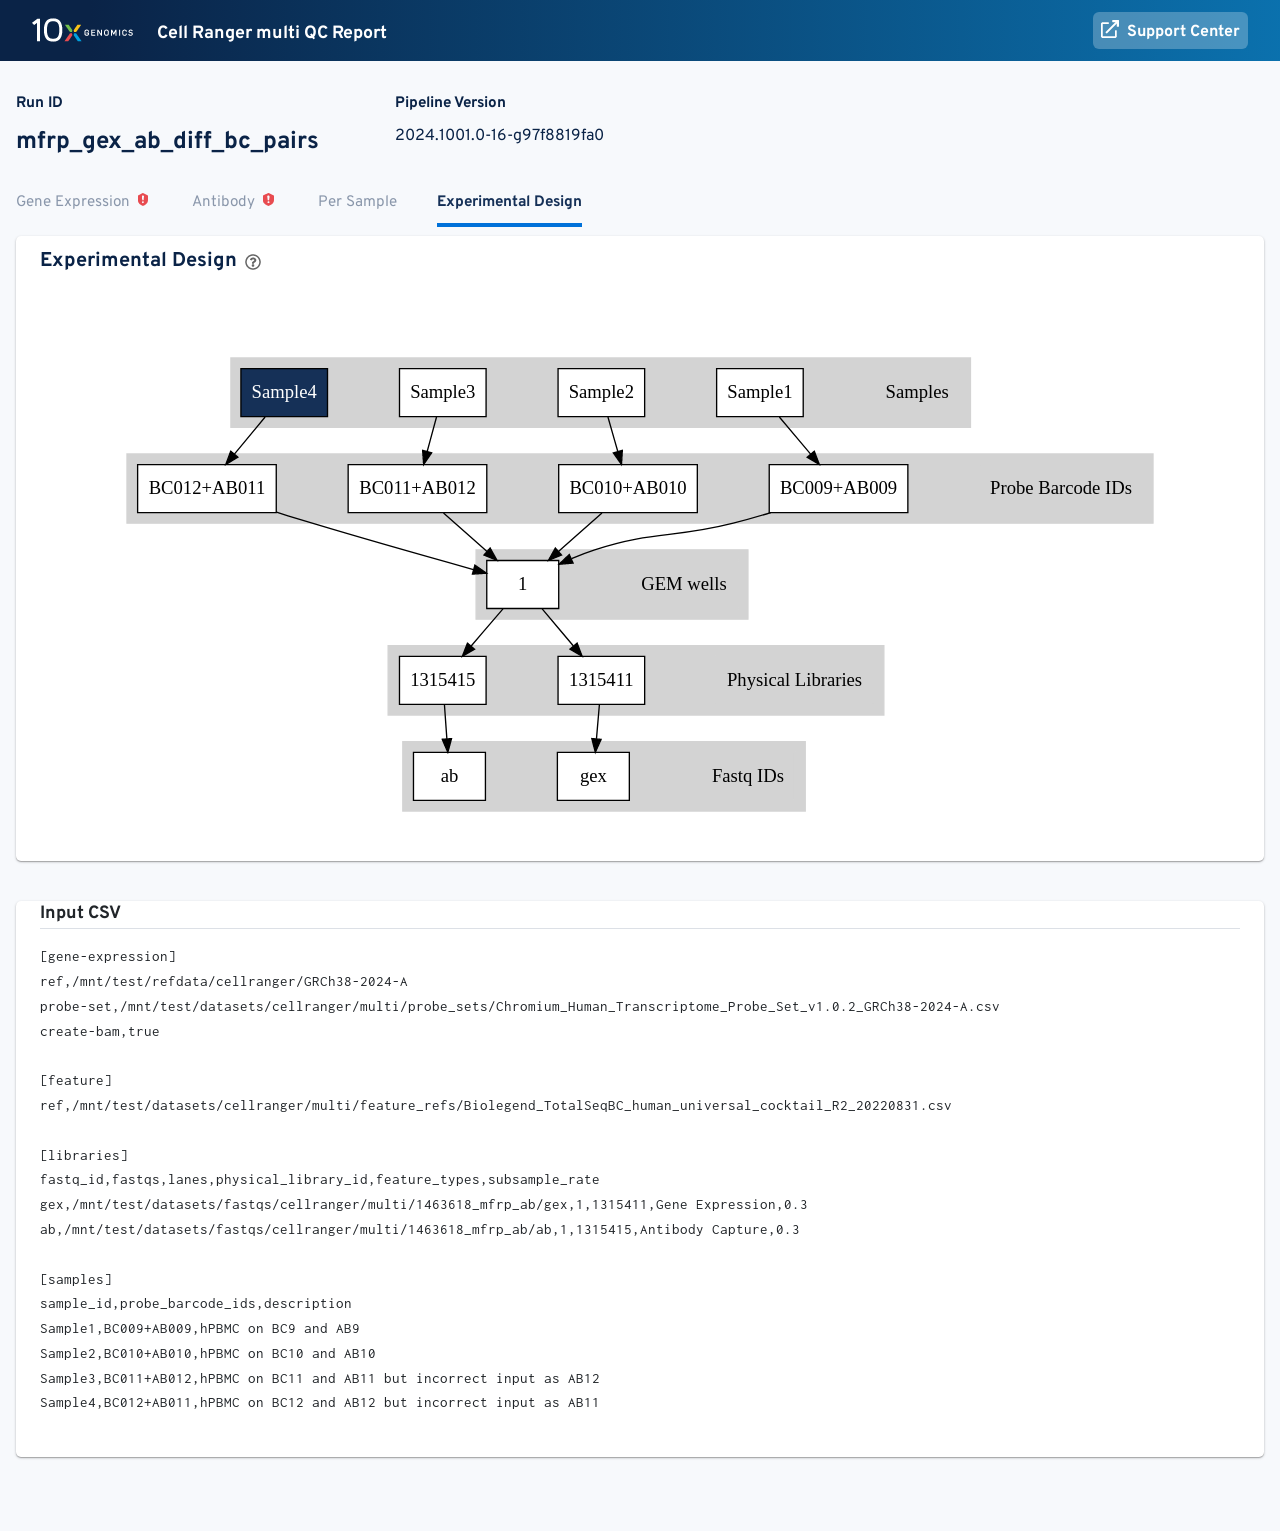 10X GENOMICS Cell Ranger multi QC Report Support Center
Run ID Pipeline Version
mfrp_gex_ab_diff_bc_pairs 2024.1001.0-16-g97f8819fa0
Gene Expression Antibody Per Sample Experimental Design
Experimental Design
Sample4 Sample3 Sample2 Sample1 Samples
BC012+AB011 BC011+AB012 BC010+AB010 BC009+AB009 Probe Barcode IDs
1 GEM wells
1315415 1315411 Physical Libraries
ab gex Fastq IDs
Input CSV
[gene-expression]
ref,/mnt/test/refdata/cellranger/GRCh38-2024-A
probe-set,/mnt/test/datasets/cellranger/multi/probe_sets/Chromium_Human_Transcriptome_Probe_Set_v1.0.2_GRCh38-2024-A.csv
create-bam,true
[feature]
ref,/mnt/test/datasets/cellranger/multi/feature_refs/Biolegend_TotalSeqBC_human_universal_cocktail_R2_20220831.csv
[libraries]
fastq_id,fastqs,lanes,physical_library_id,feature_types,subsample_rate
gex,/mnt/test/datasets/fastqs/cellranger/multi/1463618_mfrp_ab/gex,1,1315411,Gene Expression,0.3
ab,/mnt/test/datasets/fastqs/cellranger/multi/1463618_mfrp_ab/ab,1,1315415,Antibody Capture,0.3
[samples]
sample_id,probe_barcode_ids,description
Sample1,BC009+AB009,hPBMC on BC9 and AB9
Sample2,BC010+AB010,hPBMC on BC10 and AB10
Sample3,BC011+AB012,hPBMC on BC11 and AB11 but incorrect input as AB12
Sample4,BC012+AB011,hPBMC on BC12 and AB12 but incorrect input as AB11